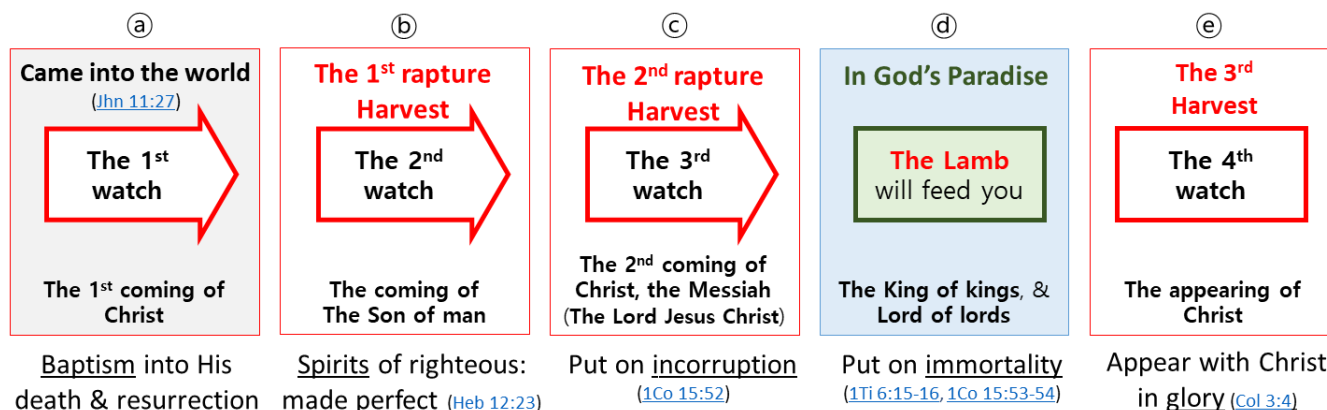 ⓐ
Came into the world
(Jhn 11:27)
The 1st
watch
The 1st coming of
Christ
Baptism into His
death & resurrection
ⓑ
The 1st rapture
Harvest
The 2nd
watch
The coming of
The Son of man
Spirits of righteous:
made perfect (Heb 12:23)
ⓒ
The 2nd rapture
Harvest
The 3rd
watch
The 2nd coming of
Christ, the Messiah
(The Lord Jesus Christ)
Put on incorruption
(1Co 15:52)
ⓓ
In God’s Paradise
The Lamb
will feed you
The King of kings, &
Lord of lords
Put on immortality
(1Ti 6:15-16, 1Co 15:53-54)
ⓔ
The 3rd
Harvest
The 4th
watch
The appearing of
Christ
Appear with Christ
in glory (Col 3:4)